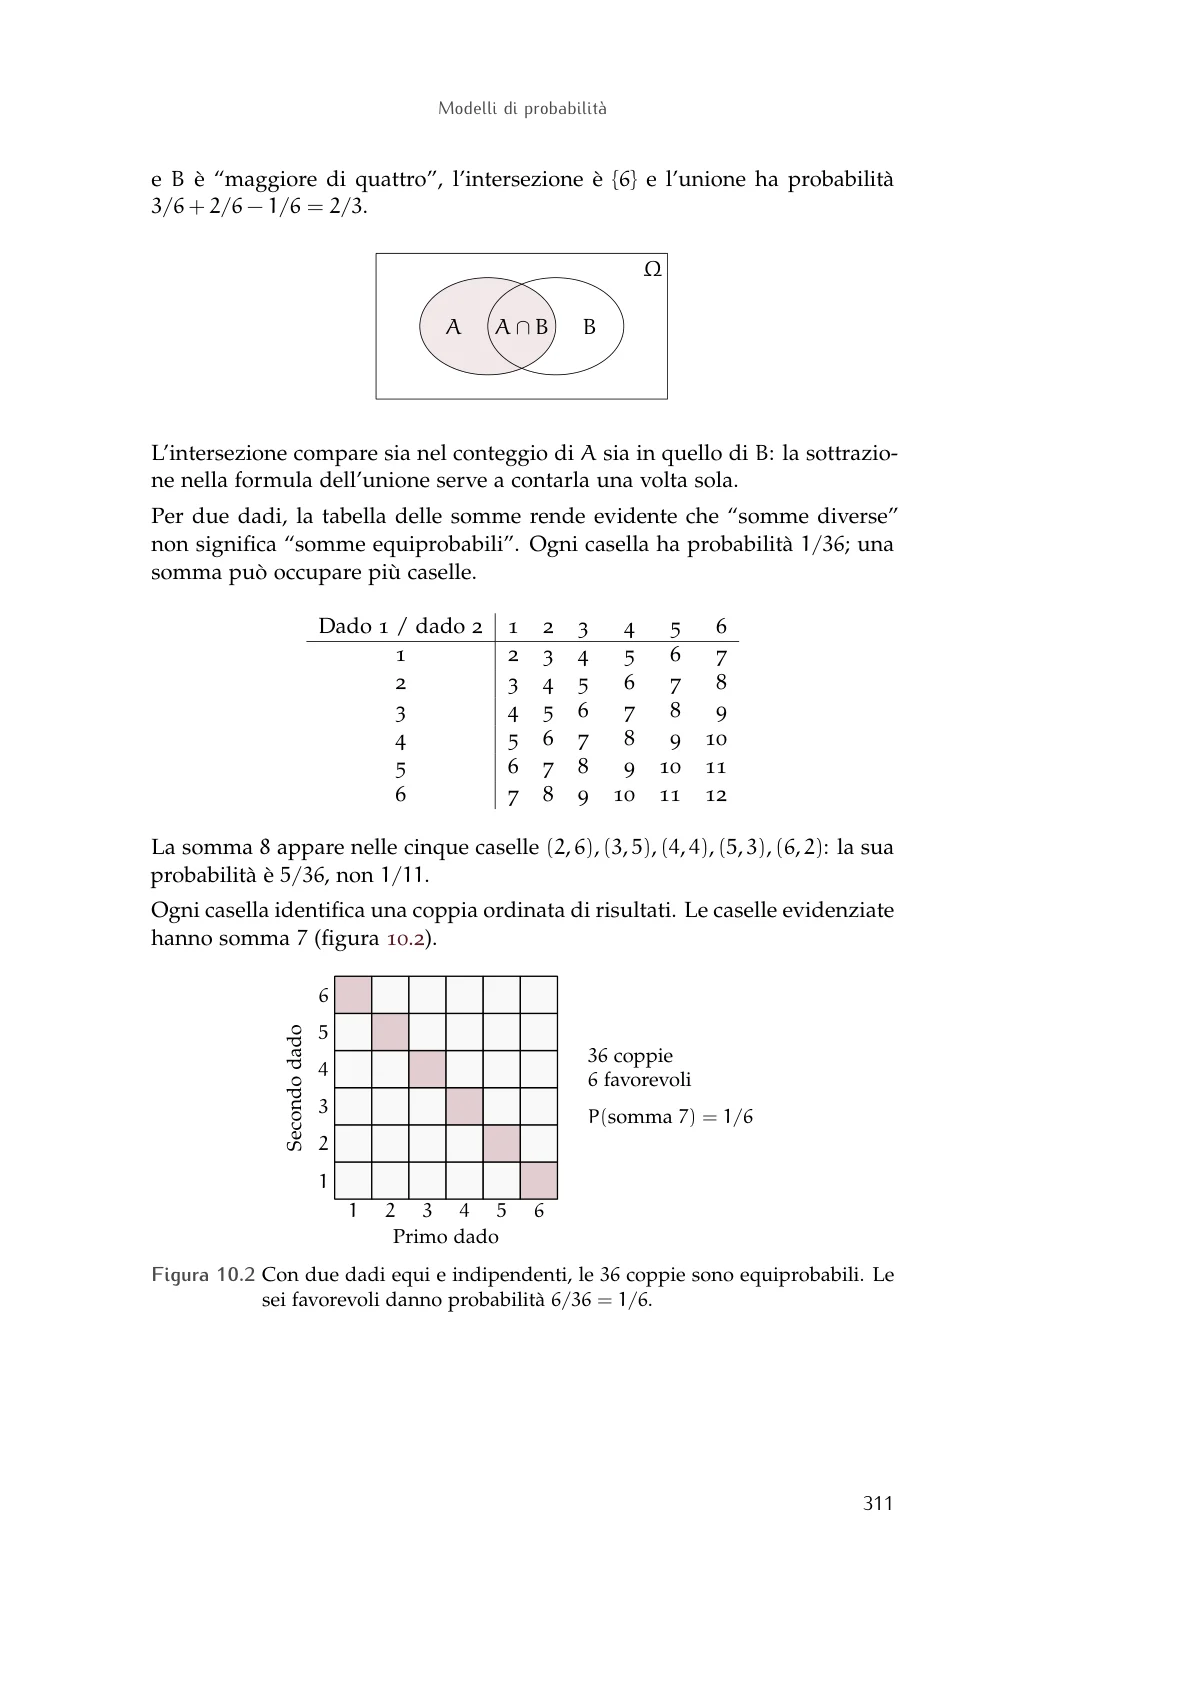 Modelli di probabilità
e B è “maggiore di quattro”, l’intersezione è {6} e l’unione ha probabilità
3/6 + 2/6 − 1/6 = 2/3.
Ω
A A ∩ B B
L’intersezione compare sia nel conteggio di A sia in quello di B: la sottrazio-
ne nella formula dell’unione serve a contarla una volta sola.
Per due dadi, la tabella delle somme rende evidente che “somme diverse”
non significa “somme equiprobabili”. Ogni casella ha probabilità 1/36; una
somma può occupare più caselle.
Dado 1 / dado 2 1 2 3 4 5 6
1 2 3 4 5 6 7
2 3 4 5 6 7 8
3 4 5 6 7 8 9
4 5 6 7 8 9 10
5 6 7 8 9 10 11
6 7 8 9 10 11 12
La somma 8 appare nelle cinque caselle (2, 6), (3, 5), (4, 4), (5, 3), (6, 2): la sua
probabilità è 5/36, non 1/11.
Ogni casella identifica una coppia ordinata di risultati. Le caselle evidenziate
hanno somma 7 (figura 10.2).
Secondo dado
6
5
4
3
2
1
1 2 3 4 5 6
Primo dado
36 coppie
6 favorevoli
P(somma 7) = 1/6
Figura 10.2 Con due dadi equi e indipendenti, le 36 coppie sono equiprobabili. Le
sei favorevoli danno probabilità 6/36 = 1/6.
311